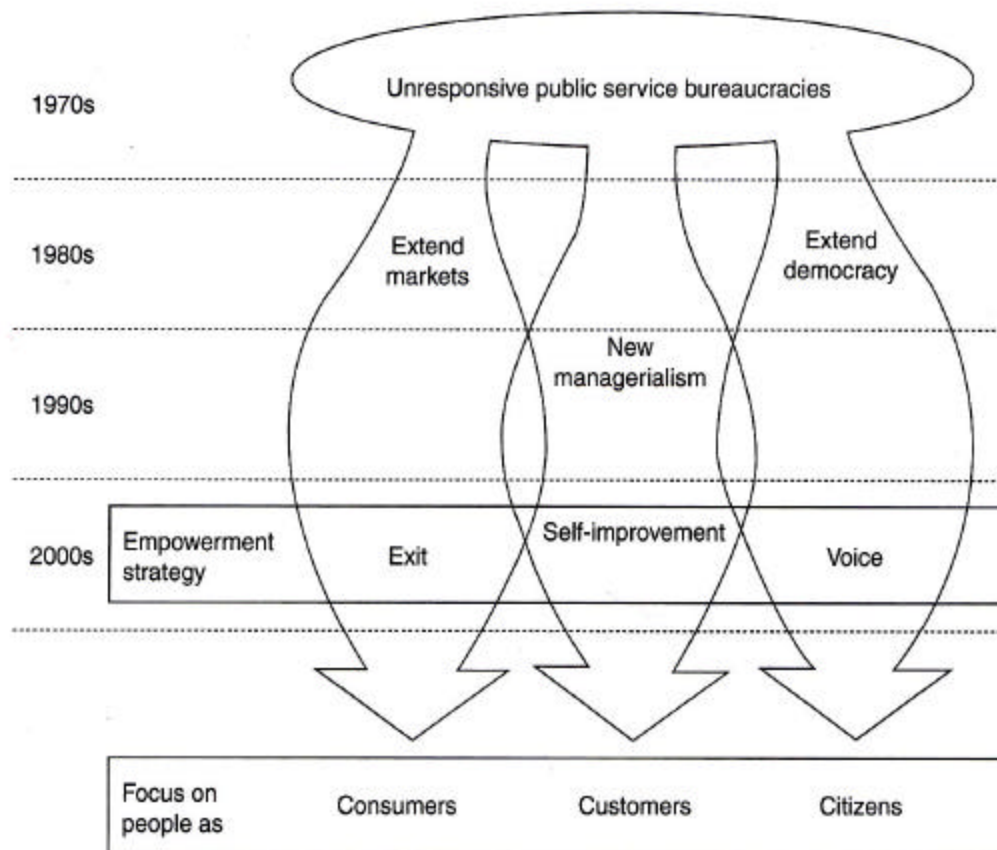 Unresponsive public service bureaucracies
1970s
1980s
Extend
markets
Extend
democracy
New
managerialism
1990s
2000s
Empowerment
strategy
Exit
Self-improvement
Voice
Focus on
people as
Consumers
Customers
Citizens